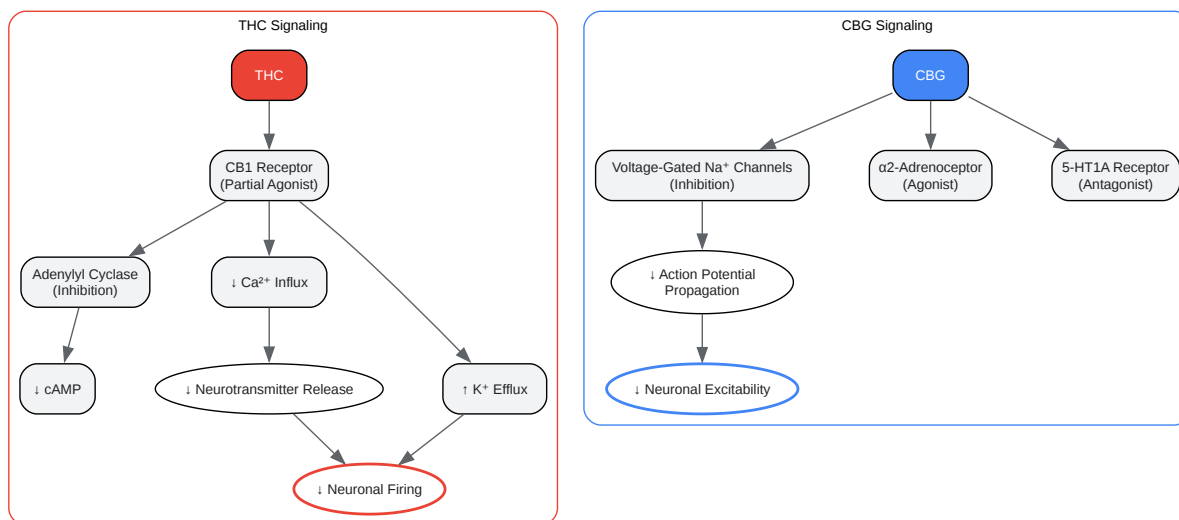 THC Signaling
THC
CB1 Receptor
(Partial Agonist)
Adenylyl Cyclase
(Inhibition)
↓ Ca²⁺ Influx
↓ cAMP
↓ Neurotransmitter Release
↑ K⁺ Efflux
↓ Neuronal Firing
CBG Signaling
CBG
Voltage-Gated Na⁺ Channels
(Inhibition)
α2-Adrenoceptor
(Agonist)
5-HT1A Receptor
(Antagonist)
↓ Action Potential
Propagation
↓ Neuronal Excitability